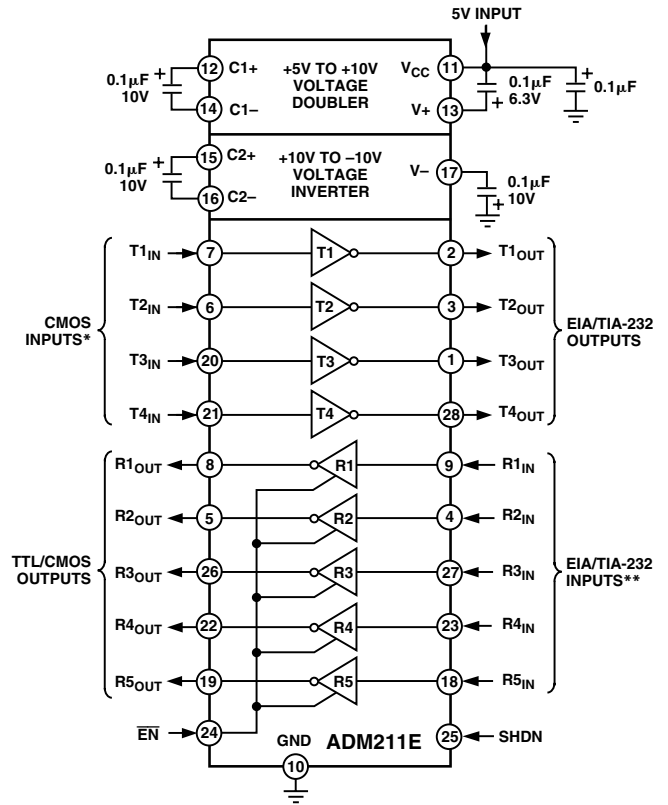 5V INPUT
0.1μF
10V
12 C1+
14 C1–
+5V TO +10V
VOLTAGE
DOUBLER
VCC 11
V+ 13
0.1μF
6.3V
0.1μF
0.1μF
10V
15 C2+
16 C2–
+10V TO –10V
VOLTAGE
INVERTER
V– 17
0.1μF
10V
CMOS
INPUTS*
T1IN 7 T1 2 T1OUT
T2IN 6 T2 3 T2OUT
T3IN 20 T3 1 T3OUT
T4IN 21 T4 28 T4OUT
EIA/TIA-232
OUTPUTS
TTL/CMOS
OUTPUTS
R1OUT 8 R1 9 R1IN
R2OUT 5 R2 4 R2IN
R3OUT 26 R3 27 R3IN
R4OUT 22 R4 23 R4IN
R5OUT 19 R5 18 R5IN
EIA/TIA-232
INPUTS**
EN 24
GND
10
ADM211E
25 SHDN